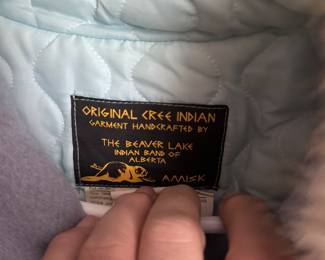 ORIGINAL CREE INDIAN
GARMENT HANDCRAFTED BY
THE BEAVER LAKE
INDIAN BAND OF
ALBERTA
AMISK